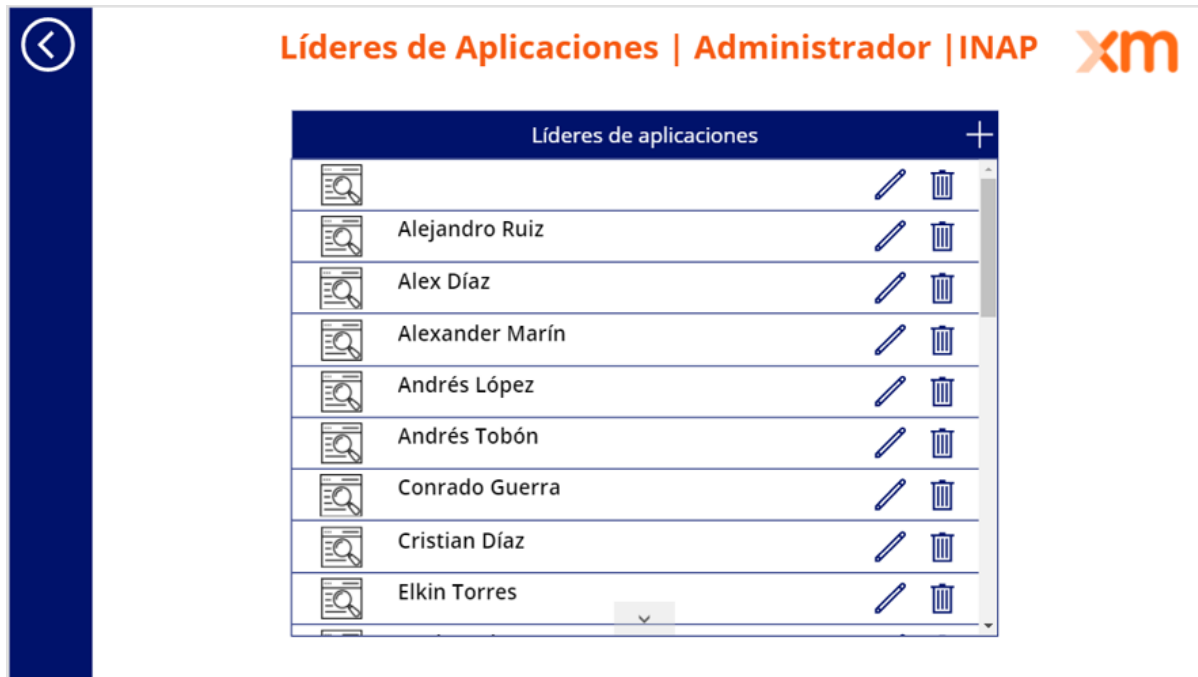 Líderes de Aplicaciones | Administrador |INAP
xm
Líderes de aplicaciones
Alejandro Ruiz
Alex Díaz
Alexander Marín
Andrés López
Andrés Tobón
Conrado Guerra
Cristian Díaz
Elkin Torres